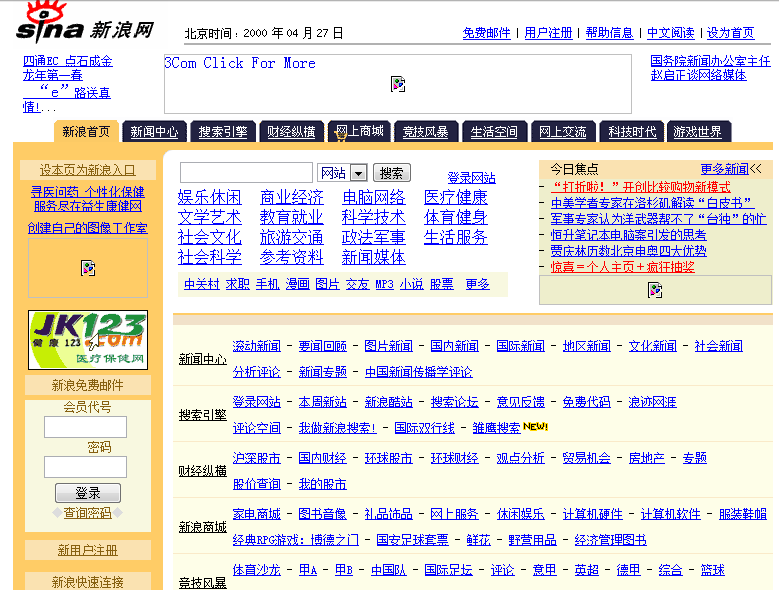 sina 新浪网
北京时间：2000 年 04 月 27 日
免费邮件 | 用户注册 | 帮助信息 | 中文阅读 | 设为首页
四通EC 点石成金
龙年第一春
“e”路送真
情!...
3Com Click For More
国务院新闻办公室主任
赵启正谈网络媒体
新浪首页 新闻中心 搜索引擎 财经纵横 网上商城 竞技风暴 生活空间 网上交流 科技时代 游戏世界
设本页为新浪入口
寻医问药 个性化保健
服务尽在益生康健网
创建自己的图像工作室
JK123
.com
健康 123
医疗保健网
新浪免费邮件
会员代号
密码
登录
查询密码
新用户注册
新浪快速连接
网站 搜索 登录网站
娱乐休闲 商业经济 电脑网络 医疗健康
文学艺术 教育就业 科学技术 体育健身
社会文化 旅游交通 政法军事 生活服务
社会科学 参考资料 新闻媒体
中关村 求职 手机 漫画 图片 交友 MP3 小说 股票 更多
今日焦点 更多新闻<<
“打折啦！”开创比较购物新模式
中美学者专家在洛杉矶解读“白皮书”
军事专家认为洋武器帮不了“台独”的忙
恒升笔记本电脑案引发的思考
贾庆林历数北京申奥四大优势
惊喜＝个人主页＋疯狂抽奖
新闻中心
滚动新闻 - 要闻回顾 - 图片新闻 - 国内新闻 - 国际新闻 - 地区新闻 - 文化新闻 - 社会新闻
分析评论 - 新闻专题 - 中国新闻传播学评论
搜索引擎
登录网站 - 本周新站 - 新浪酷站 - 搜索论坛 - 意见反馈 - 免费代码 - 浪迹网涯
评论空间 - 我做新浪搜索! - 国际双行线 - 雏鹰搜索 NEW!
财经纵横
沪深股市 - 国内财经 - 环球股市 - 环球财经 - 观点分析 - 贸易机会 - 房地产 - 专题
股价查询 - 我的股市
新浪商城
家电商城 - 图书音像 - 礼品饰品 - 网上服务 - 休闲娱乐 - 计算机硬件 - 计算机软件 - 服装鞋帽
经典RPG游戏：博德之门 - 国安足球套票 - 鲜花 - 野营用品 - 经济管理图书
竞技风暴
体育沙龙 - 甲A - 甲B - 中国队 - 国际足坛 - 评论 - 意甲 - 英超 - 德甲 - 综合 - 篮球